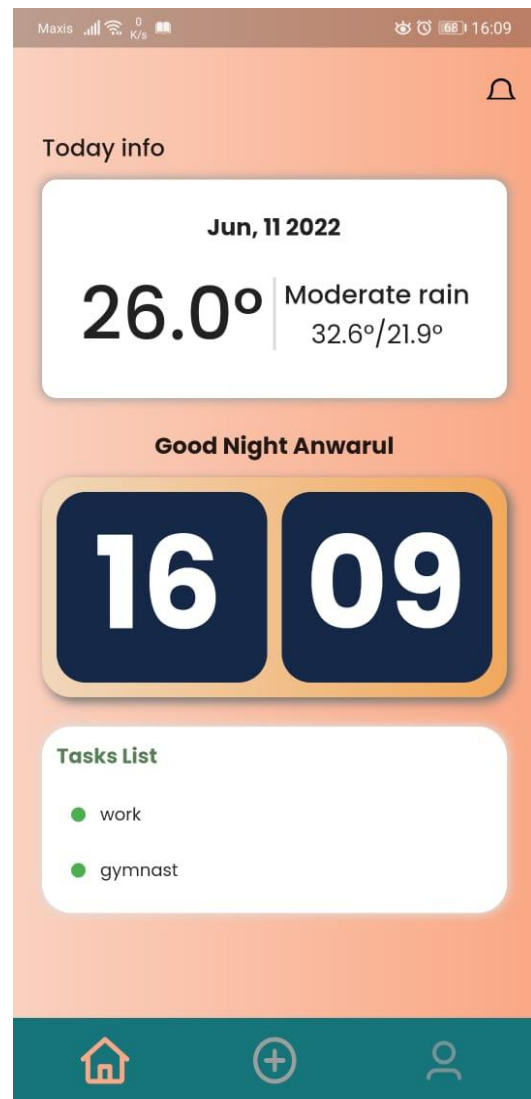 Maxis 0 K/s 68 16:09
Today info
Jun, 11 2022
26.0° Moderate rain
32.6°/21.9°
Good Night Anwarul
16 09
Tasks List
work
gymnast